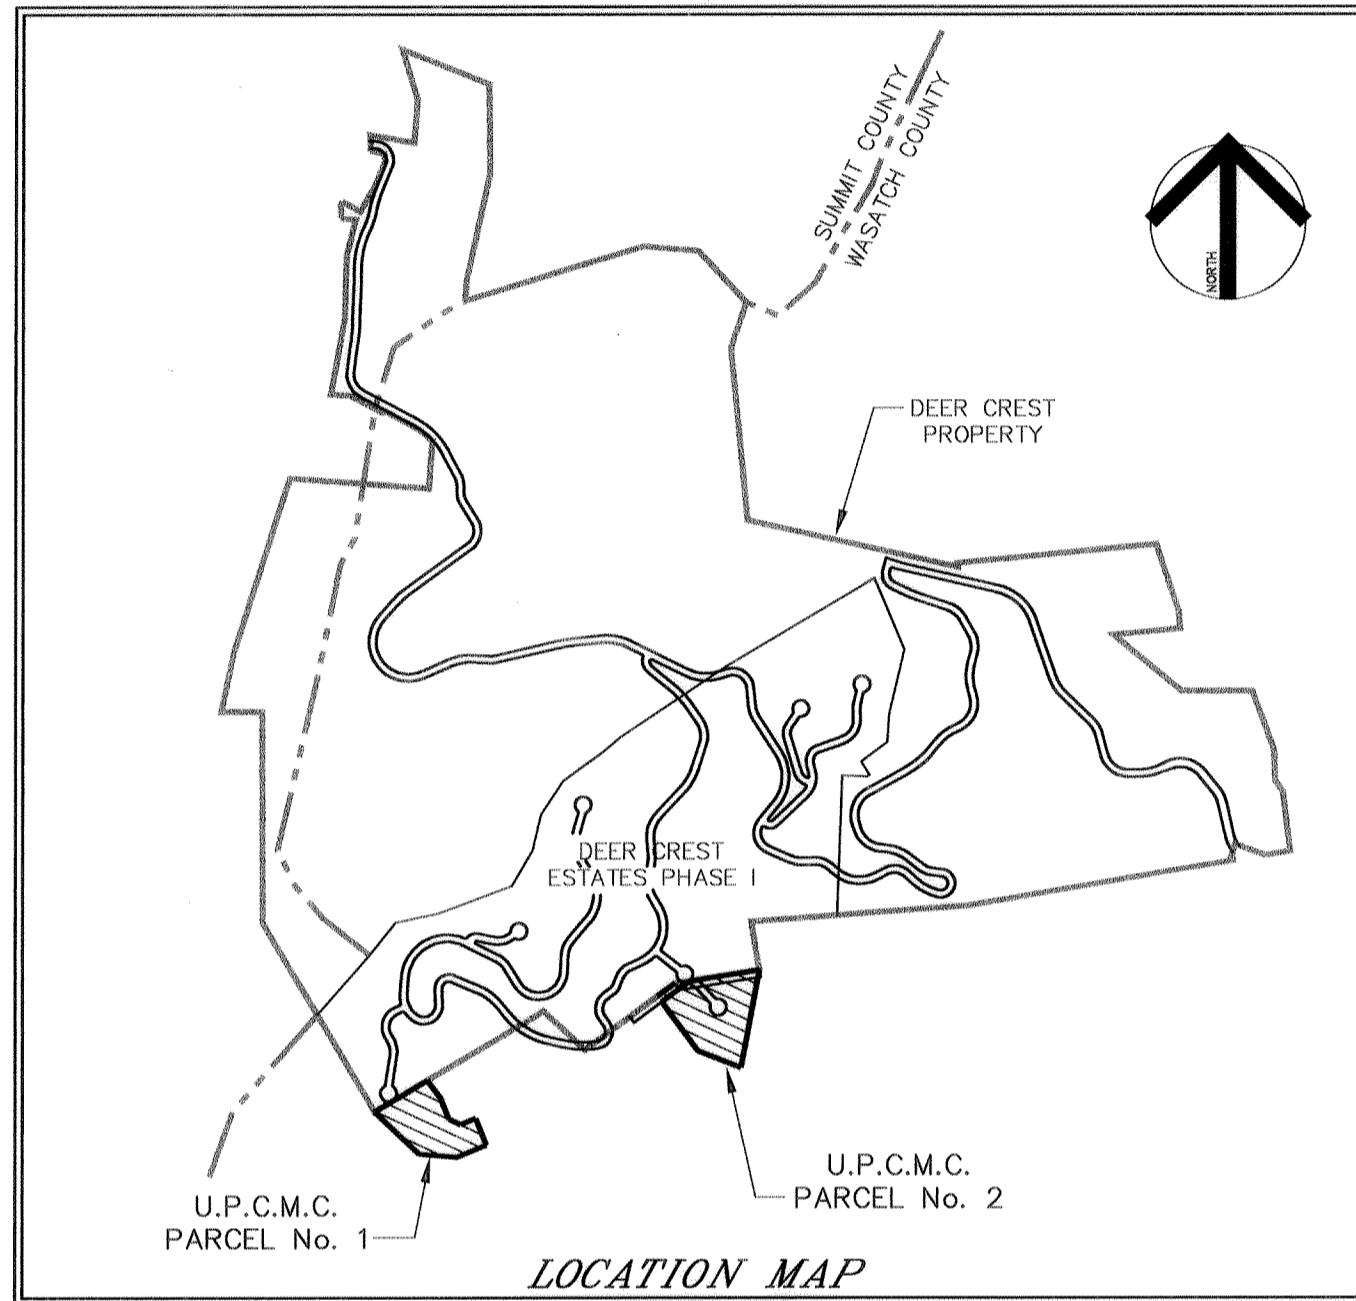 SUMMIT COUNTY
WASATCH COUNTY
NORTH
DEER CREST
PROPERTY
DEER CREST
ESTATES PHASE I
U.P.C.M.C.
PARCEL No. 2
U.P.C.M.C.
PARCEL No. 1
LOCATION MAP